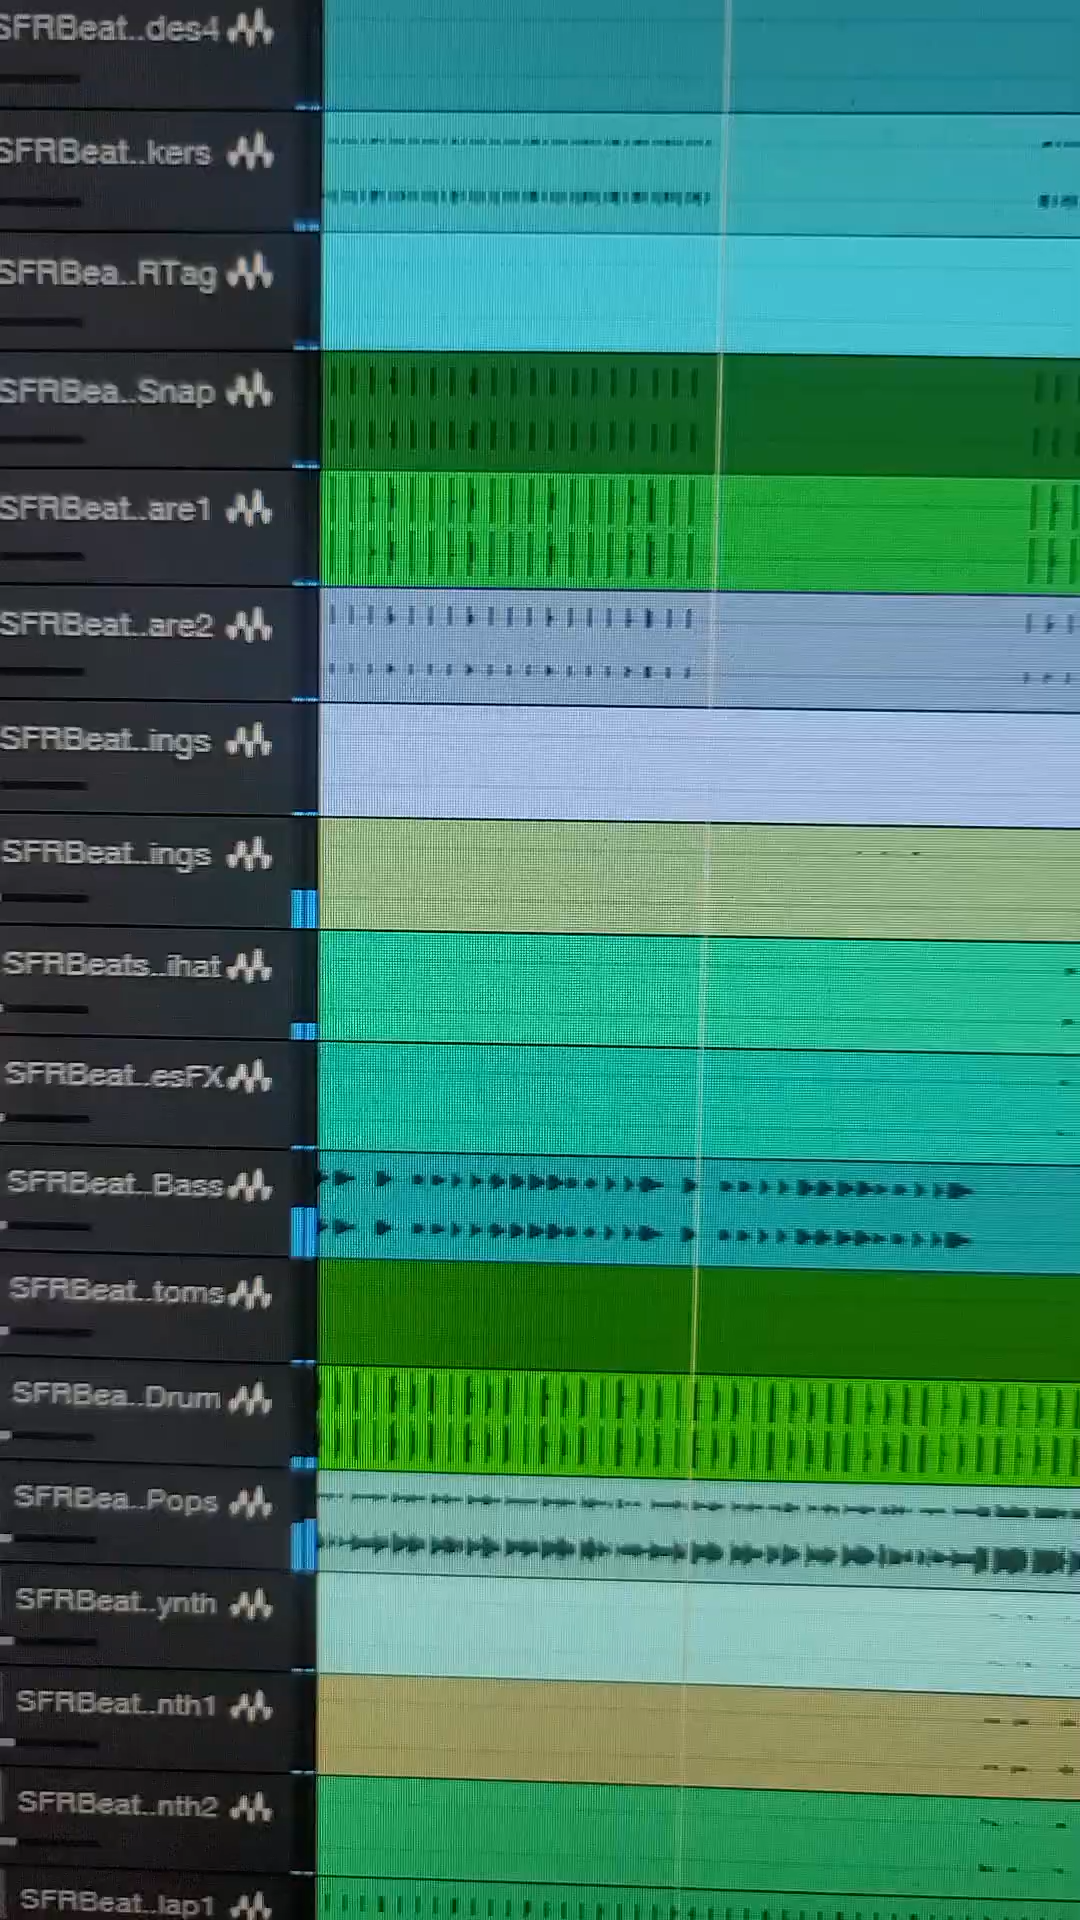 SFRBeat..des4
SFRBeat..kers
SFRBea..RTag
SFRBea..Snap
SFRBeat..are1
SFRBeat..are2
SFRBeat..ings
SFRBeat..ings
SFRBeats..ihat
SFRBeat..esFX
SFRBeat..Bass
SFRBeat..toms
SFRBea..Drum
SFRBea..Pops
SFRBeat..ynth
SFRBeat..nth1
SFRBeat..nth2
SFRBeat..lap1